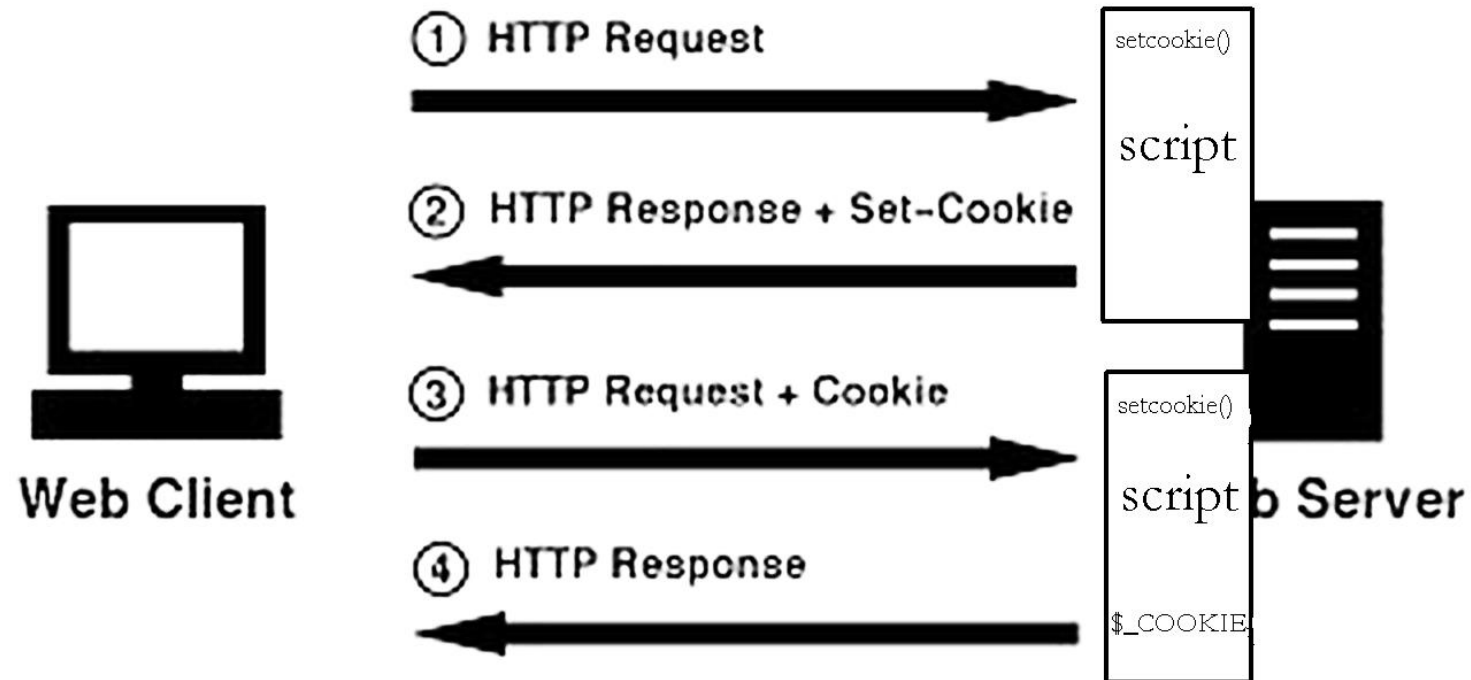 ① HTTP Request
setcookie()
script
② HTTP Response + Set-Cookie
③ HTTP Request + Cookie
setcookie()
script
④ HTTP Response
$_COOKIE
Web Client
b Server